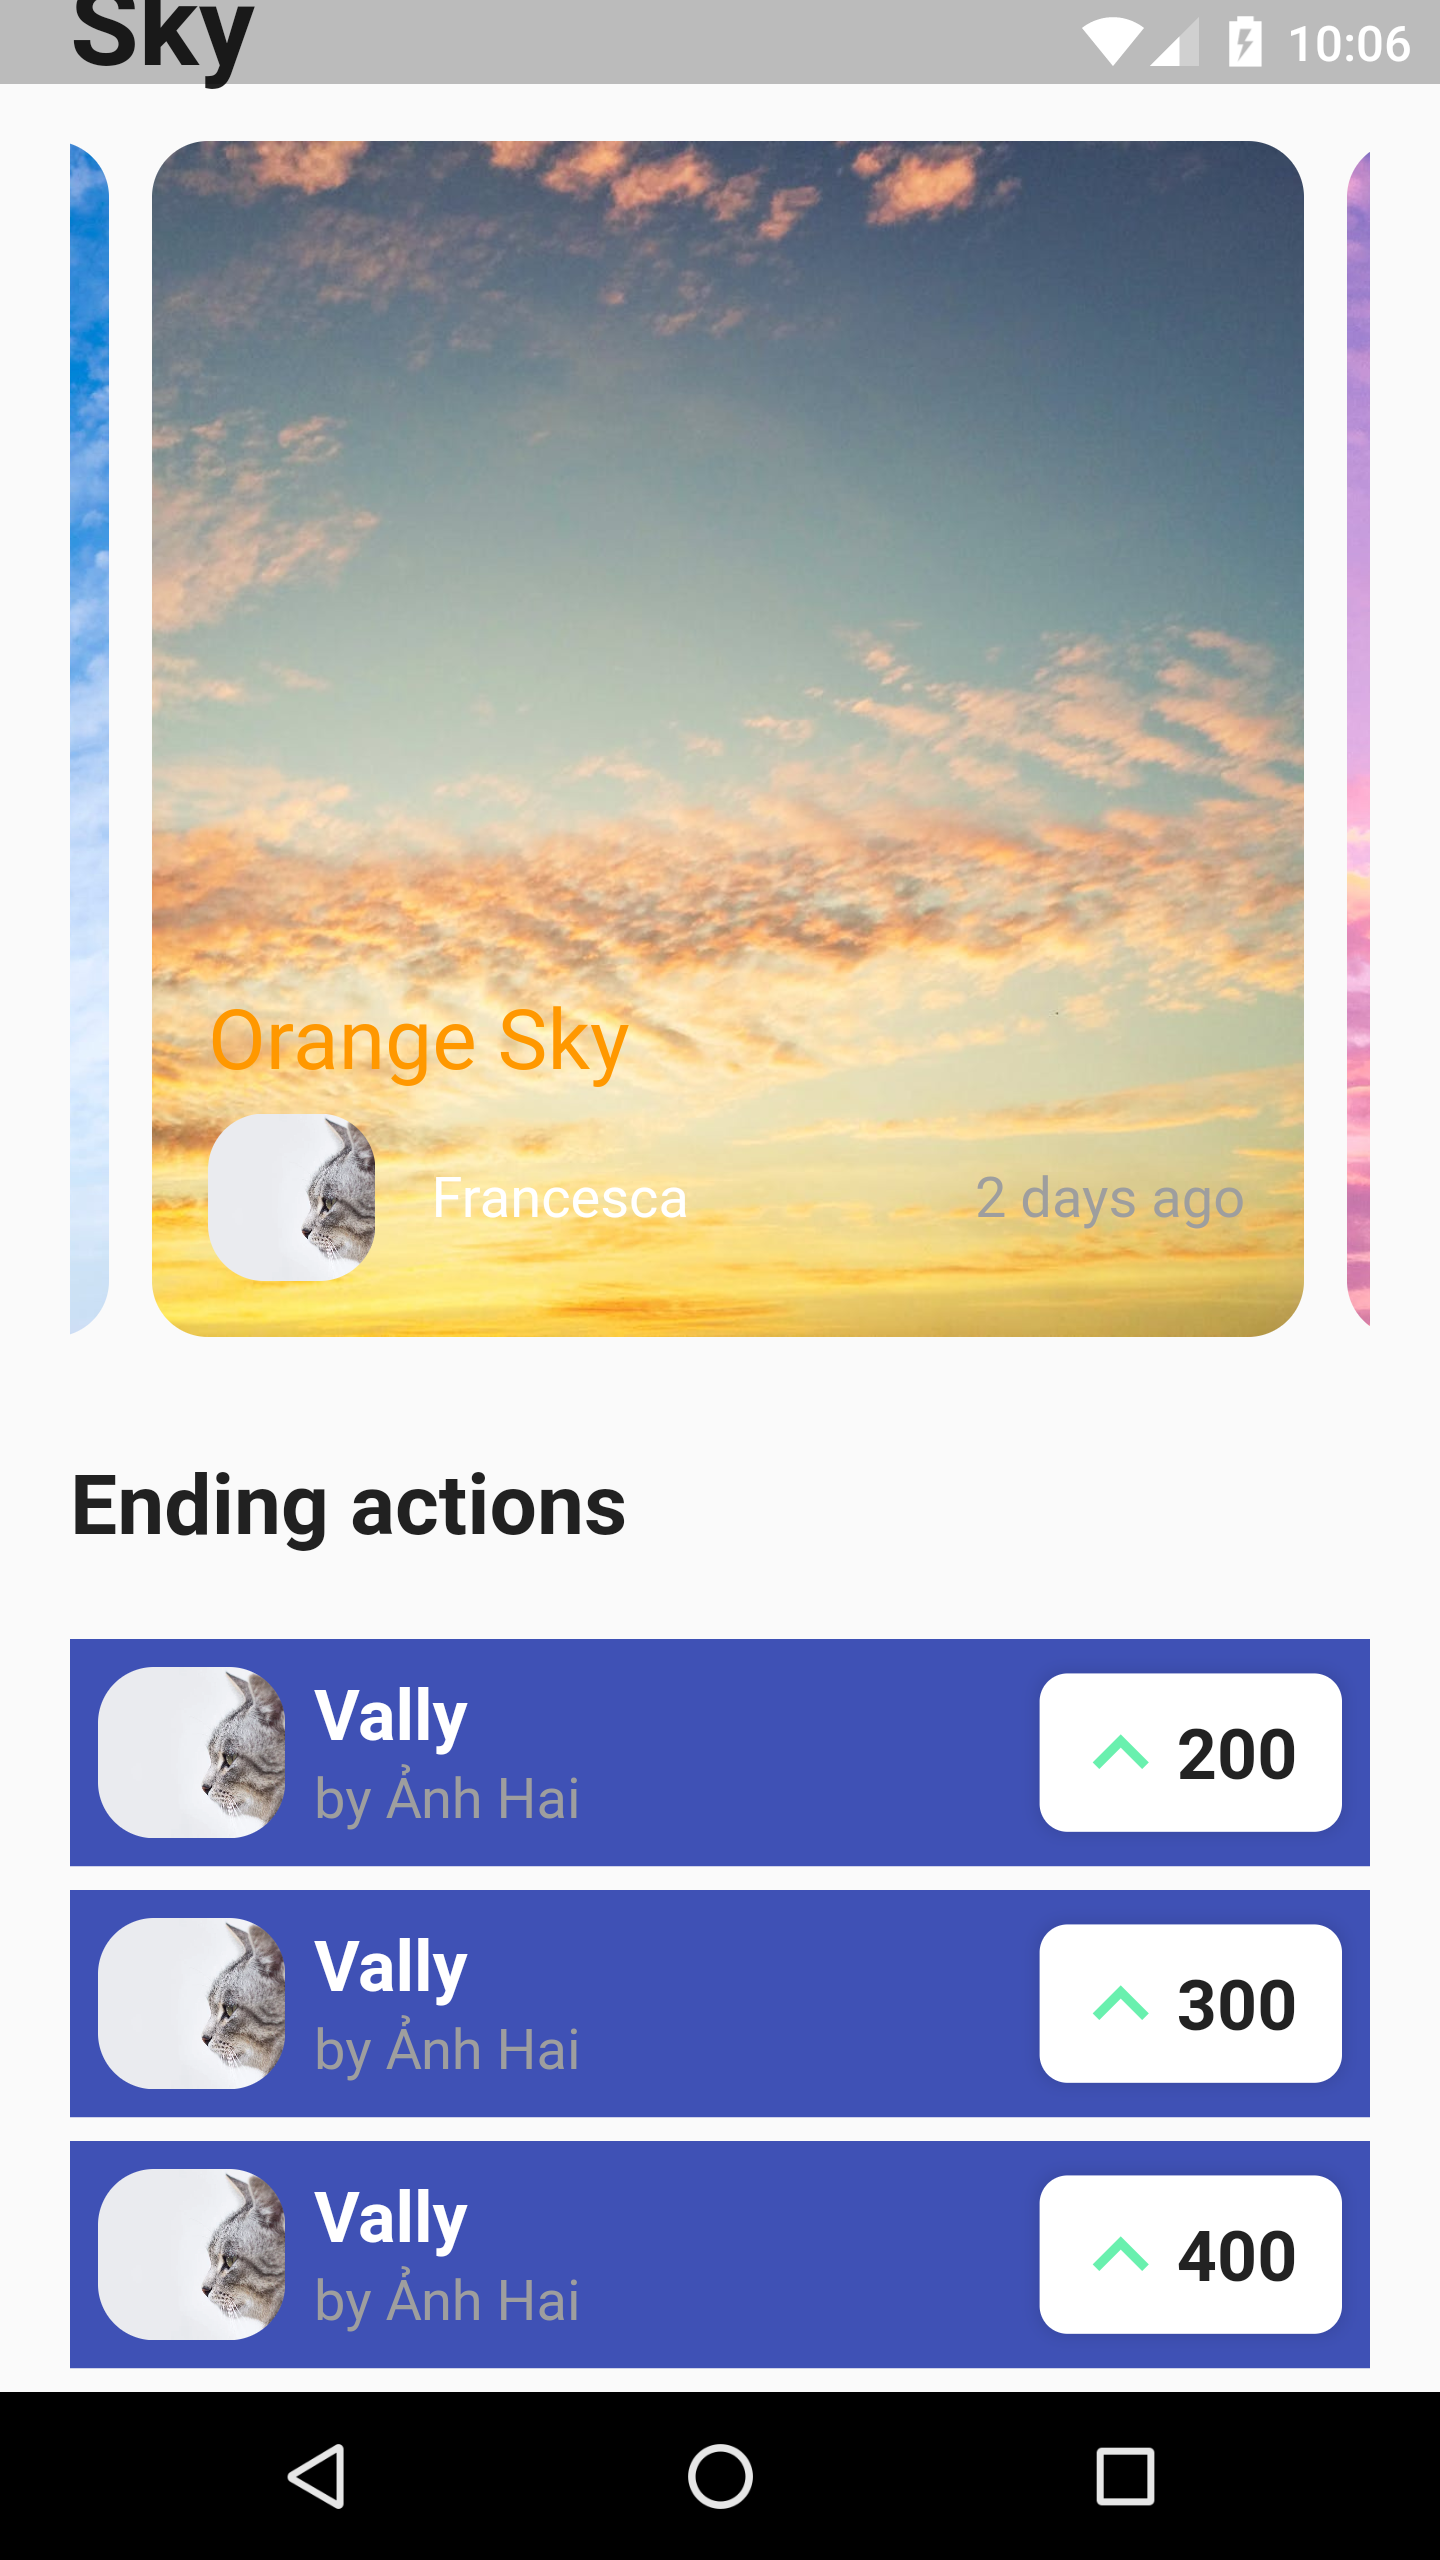 Sky
10:06
Orange Sky
Francesca
2 days ago
Ending actions
Vally
by Ảnh Hai
200
Vally
by Ảnh Hai
300
Vally
by Ảnh Hai
400